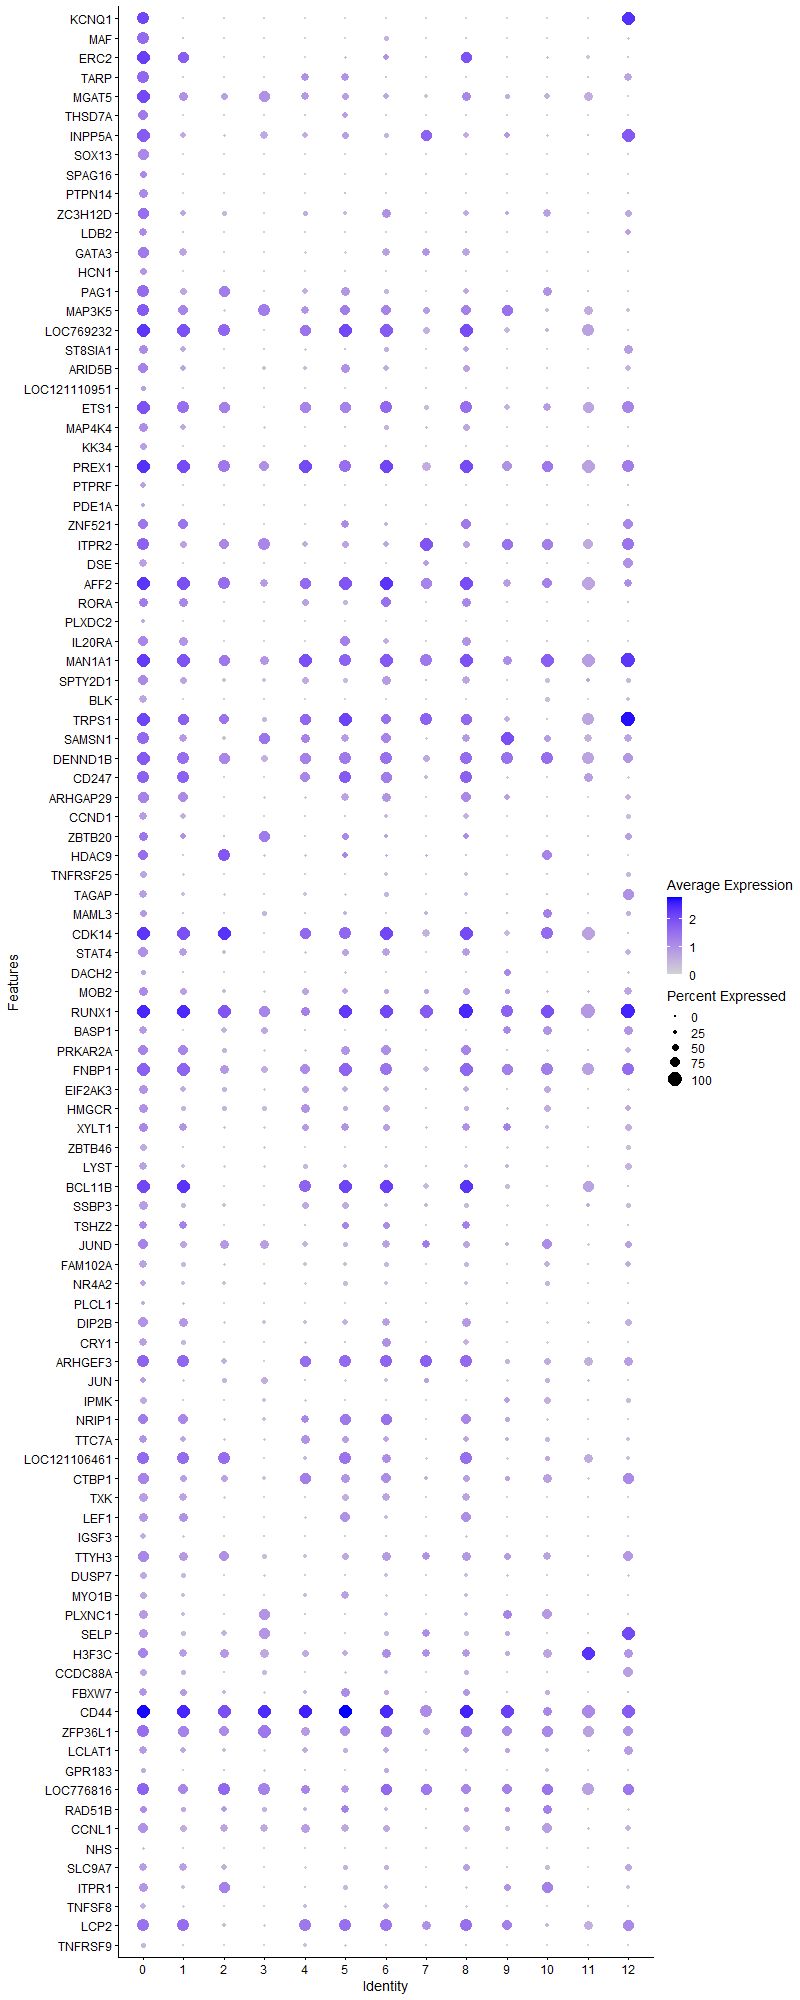 KCNQ1
MAF
ERC2
TARP
MGAT5
THSD7A
INPP5A
SOX13
SPAG16
PTPN14
ZC3H12D
LDB2
GATA3
HCN1
PAG1
MAP3K5
LOC769232
ST8SIA1
ARID5B
LOC121110951
ETS1
MAP4K4
KK34
PREX1
PTPRF
PDE1A
ZNF521
ITPR2
DSE
AFF2
RORA
PLXDC2
IL20RA
MAN1A1
SPTY2D1
BLK
TRPS1
SAMSN1
DENND1B
CD247
ARHGAP29
CCND1
ZBTB20
HDAC9
TNFRSF25
TAGAP
MAML3
CDK14
STAT4
DACH2
MOB2
RUNX1
BASP1
PRKAR2A
FNBP1
EIF2AK3
HMGCR
XYLT1
ZBTB46
LYST
BCL11B
SSBP3
TSHZ2
JUND
FAM102A
NR4A2
PLCL1
DIP2B
CRY1
ARHGEF3
JUN
IPMK
NRIP1
TTC7A
LOC121106461
CTBP1
TXK
LEF1
IGSF3
TTYH3
DUSP7
MYO1B
PLXNC1
SELP
H3F3C
CCDC88A
FBXW7
CD44
ZFP36L1
LCLAT1
GPR183
LOC776816
RAD51B
CCNL1
NHS
SLC9A7
ITPR1
TNFSF8
LCP2
TNFRSF9
0 1 2 3 4 5 6 7 8 9 10 11 12
Identity
Features
Average Expression
2
1
0
Percent Expressed
0
25
50
75
100